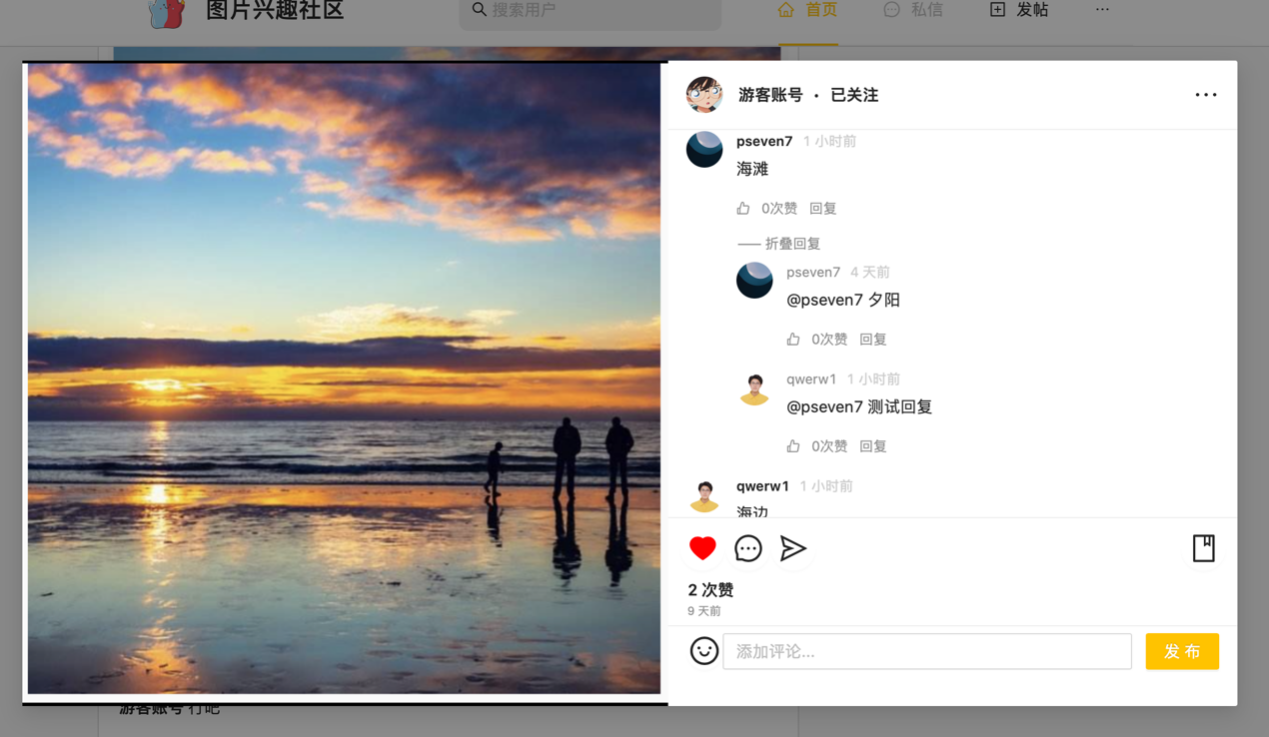 图片兴趣社区
搜索用户
首页
私信
发帖
···
游客账号 · 已关注
pseven7 1 小时前
海滩
0次赞 回复
折叠回复
pseven7 4 天前
@pseven7 夕阳
0次赞 回复
qwerw1 1 小时前
@pseven7 测试回复
0次赞 回复
qwerw1 1 小时前
海边
2 次赞
9 天前
添加评论...
发 布
游客账号 行吧